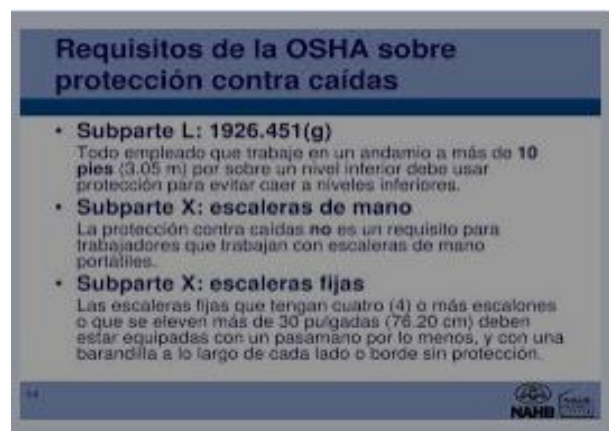 Requisitos de la OSHA sobre
protección contra caídas
• Subparte L: 1926.451(g)
Todo empleado que trabaje en un andamio a más de 10
pies (3.05 m) por sobre un nivel inferior debe usar
protección para evitar caer a niveles inferiores.
• Subparte X: escaleras de mano
La protección contra caídas no es un requisito para
trabajadores que trabajan con escaleras de mano
portátiles.
• Subparte X: escaleras fijas
Las escaleras fijas que tengan cuatro (4) o más escalones
o que se eleven más de 30 pulgadas (76.20 cm) deben
estar equipadas con un pasamano por lo menos, y con una
barandilla a lo largo de cada lado o borde sin protección.
NAHB